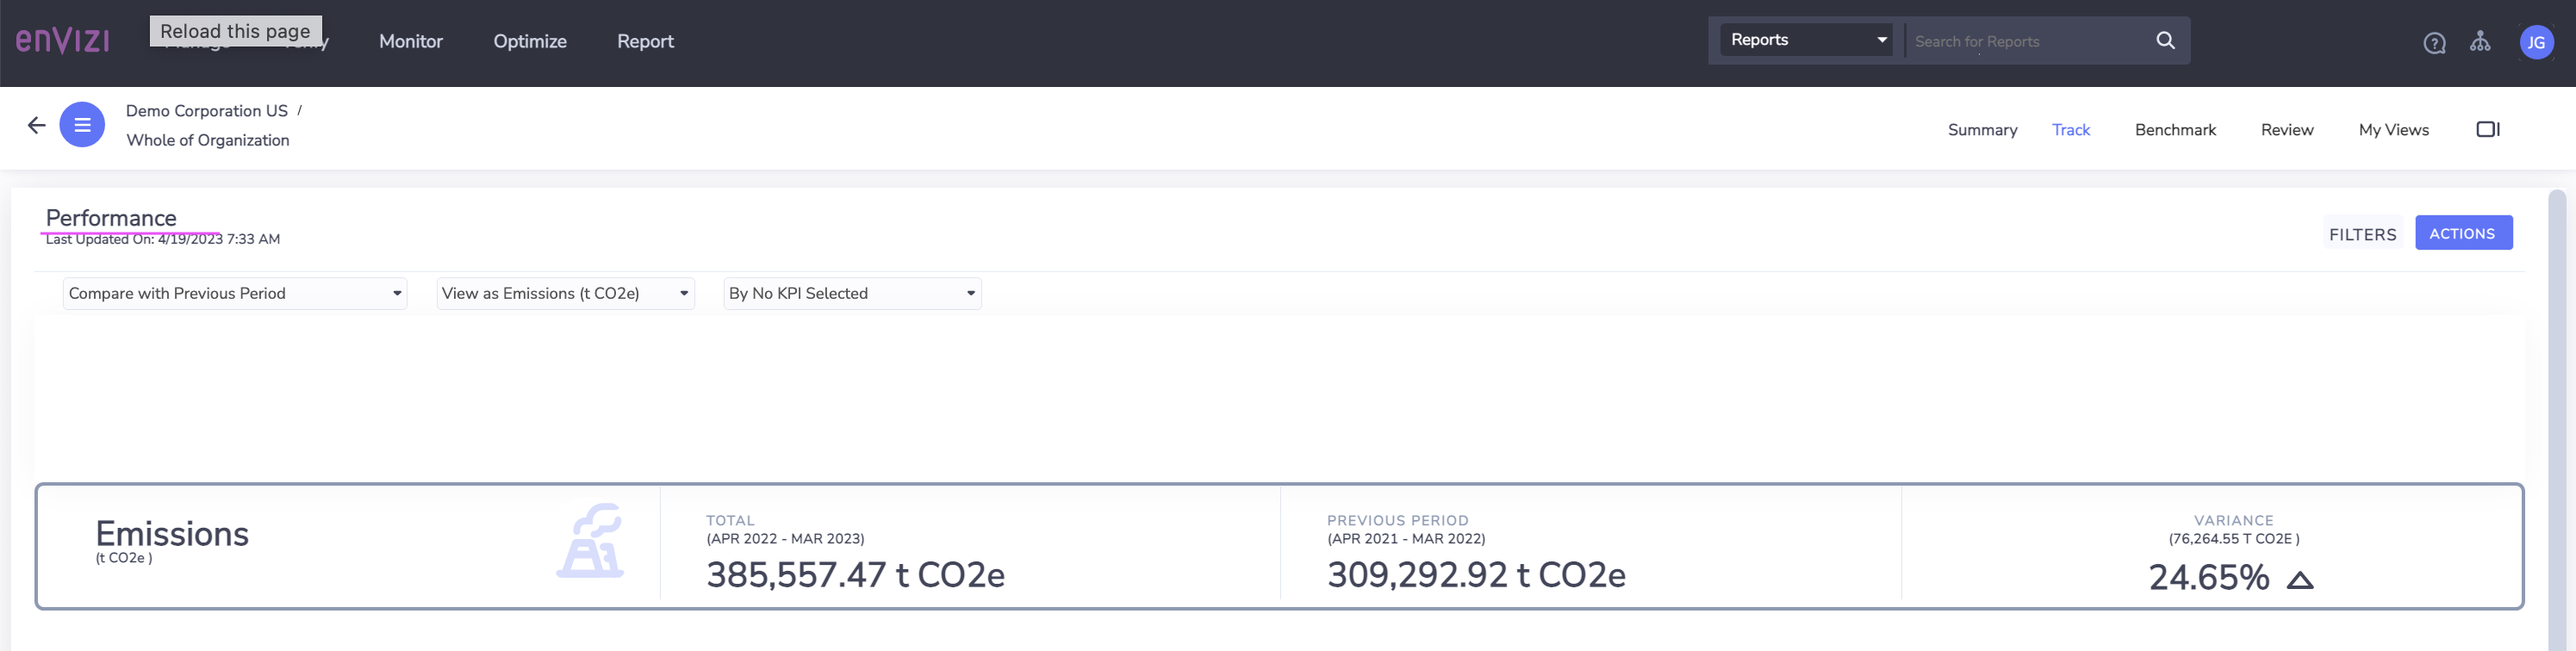 enVIZI
Reload this page
Monitor
Optimize
Report
Reports
Search for Reports
JG
Demo Corporation US /
Whole of Organization
Summary
Track
Benchmark
Review
My Views
Performance
Last Updated On: 4/19/2023 7:33 AM
FILTERS
ACTIONS
Compare with Previous Period
View as Emissions (t CO2e)
By No KPI Selected
Emissions
(t CO2e )
TOTAL
(APR 2022 - MAR 2023)
385,557.47 t CO2e
PREVIOUS PERIOD
(APR 2021 - MAR 2022)
309,292.92 t CO2e
VARIANCE
(76,264.55 T CO2E )
24.65%